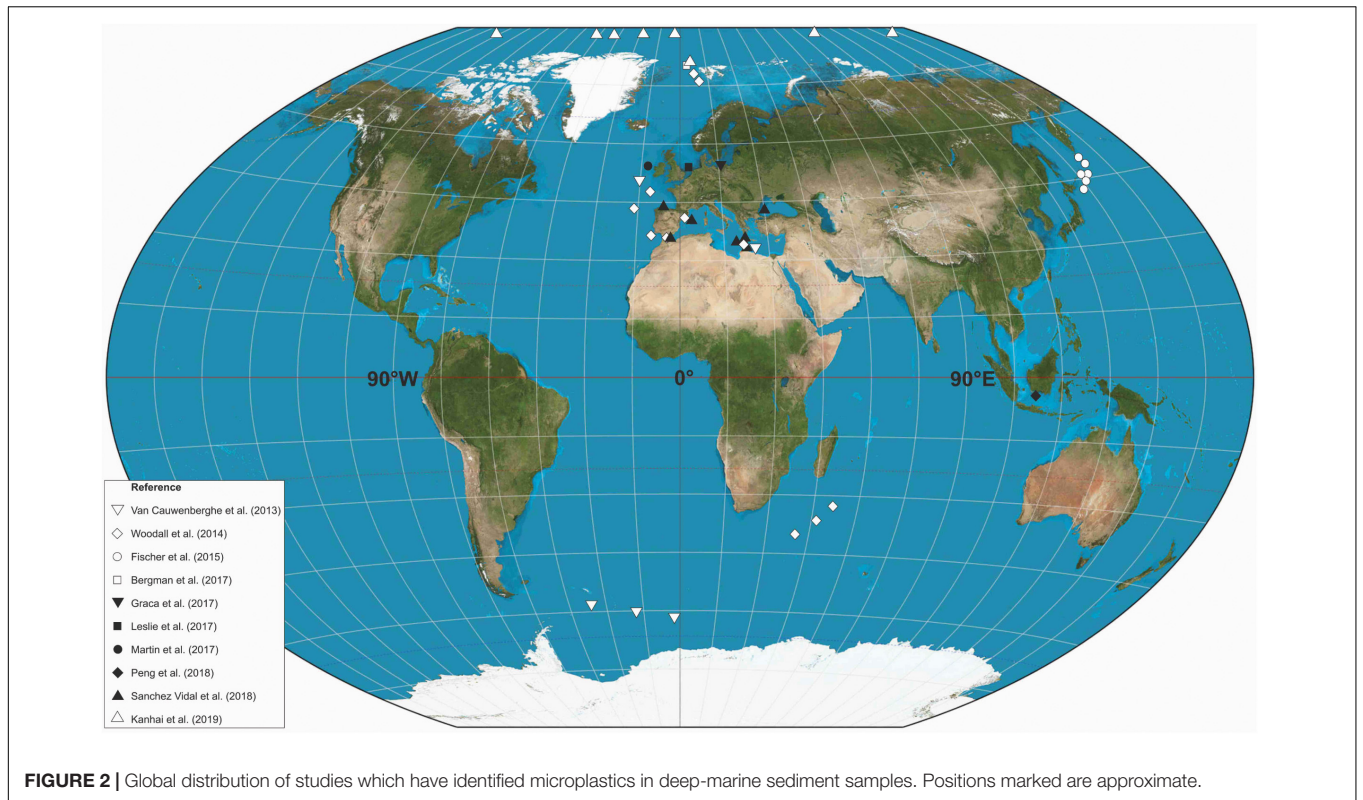 90°W 0° 90°E
Reference
Van Cauwenberghe et al. (2013)
Woodall et al. (2014)
Fischer et al. (2015)
Bergman et al. (2017)
Graca et al. (2017)
Leslie et al. (2017)
Martin et al. (2017)
Peng et al. (2018)
Sanchez Vidal et al. (2018)
Kanhai et al. (2019)
FIGURE 2 | Global distribution of studies which have identified microplastics in deep-marine sediment samples. Positions marked are approximate.